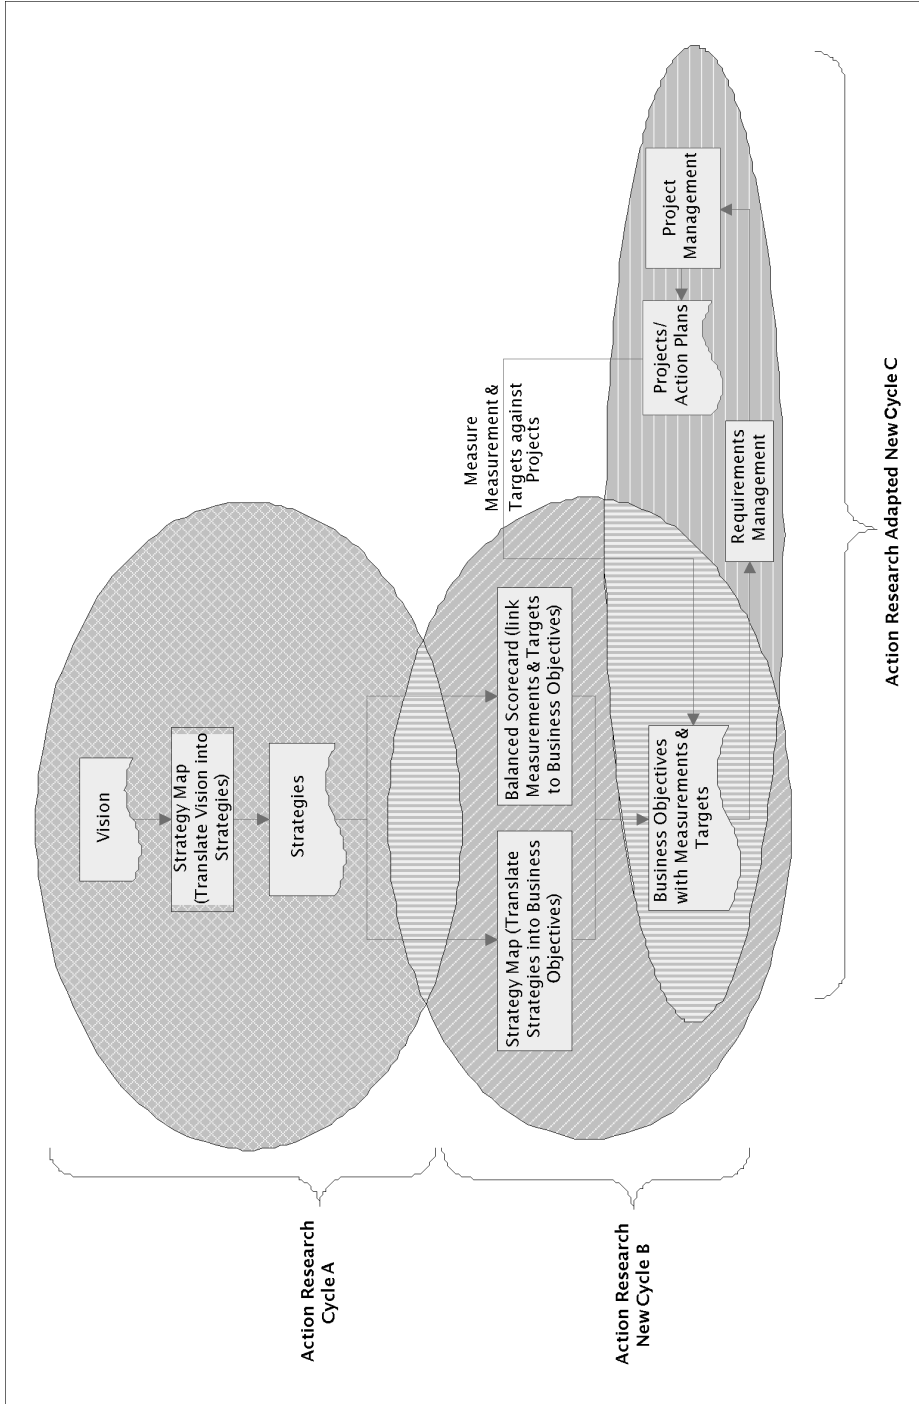 Vision
Strategy Map
(Translate Vision into
Strategies)
Strategies
Action Research
Cycle A
Strategy Map (Translate
Strategies into Business
Objectives)
Balanced Scorecard (link
Measurements & Targets
to Business Objectives)
Measure
Measurement &
Targets against
Projects
Action Research
New Cycle B
Business Objectives
with Measurements &
Targets
Requirements
Management
Projects/
Action Plans
Project
Management
Action Research Adapted New Cycle C